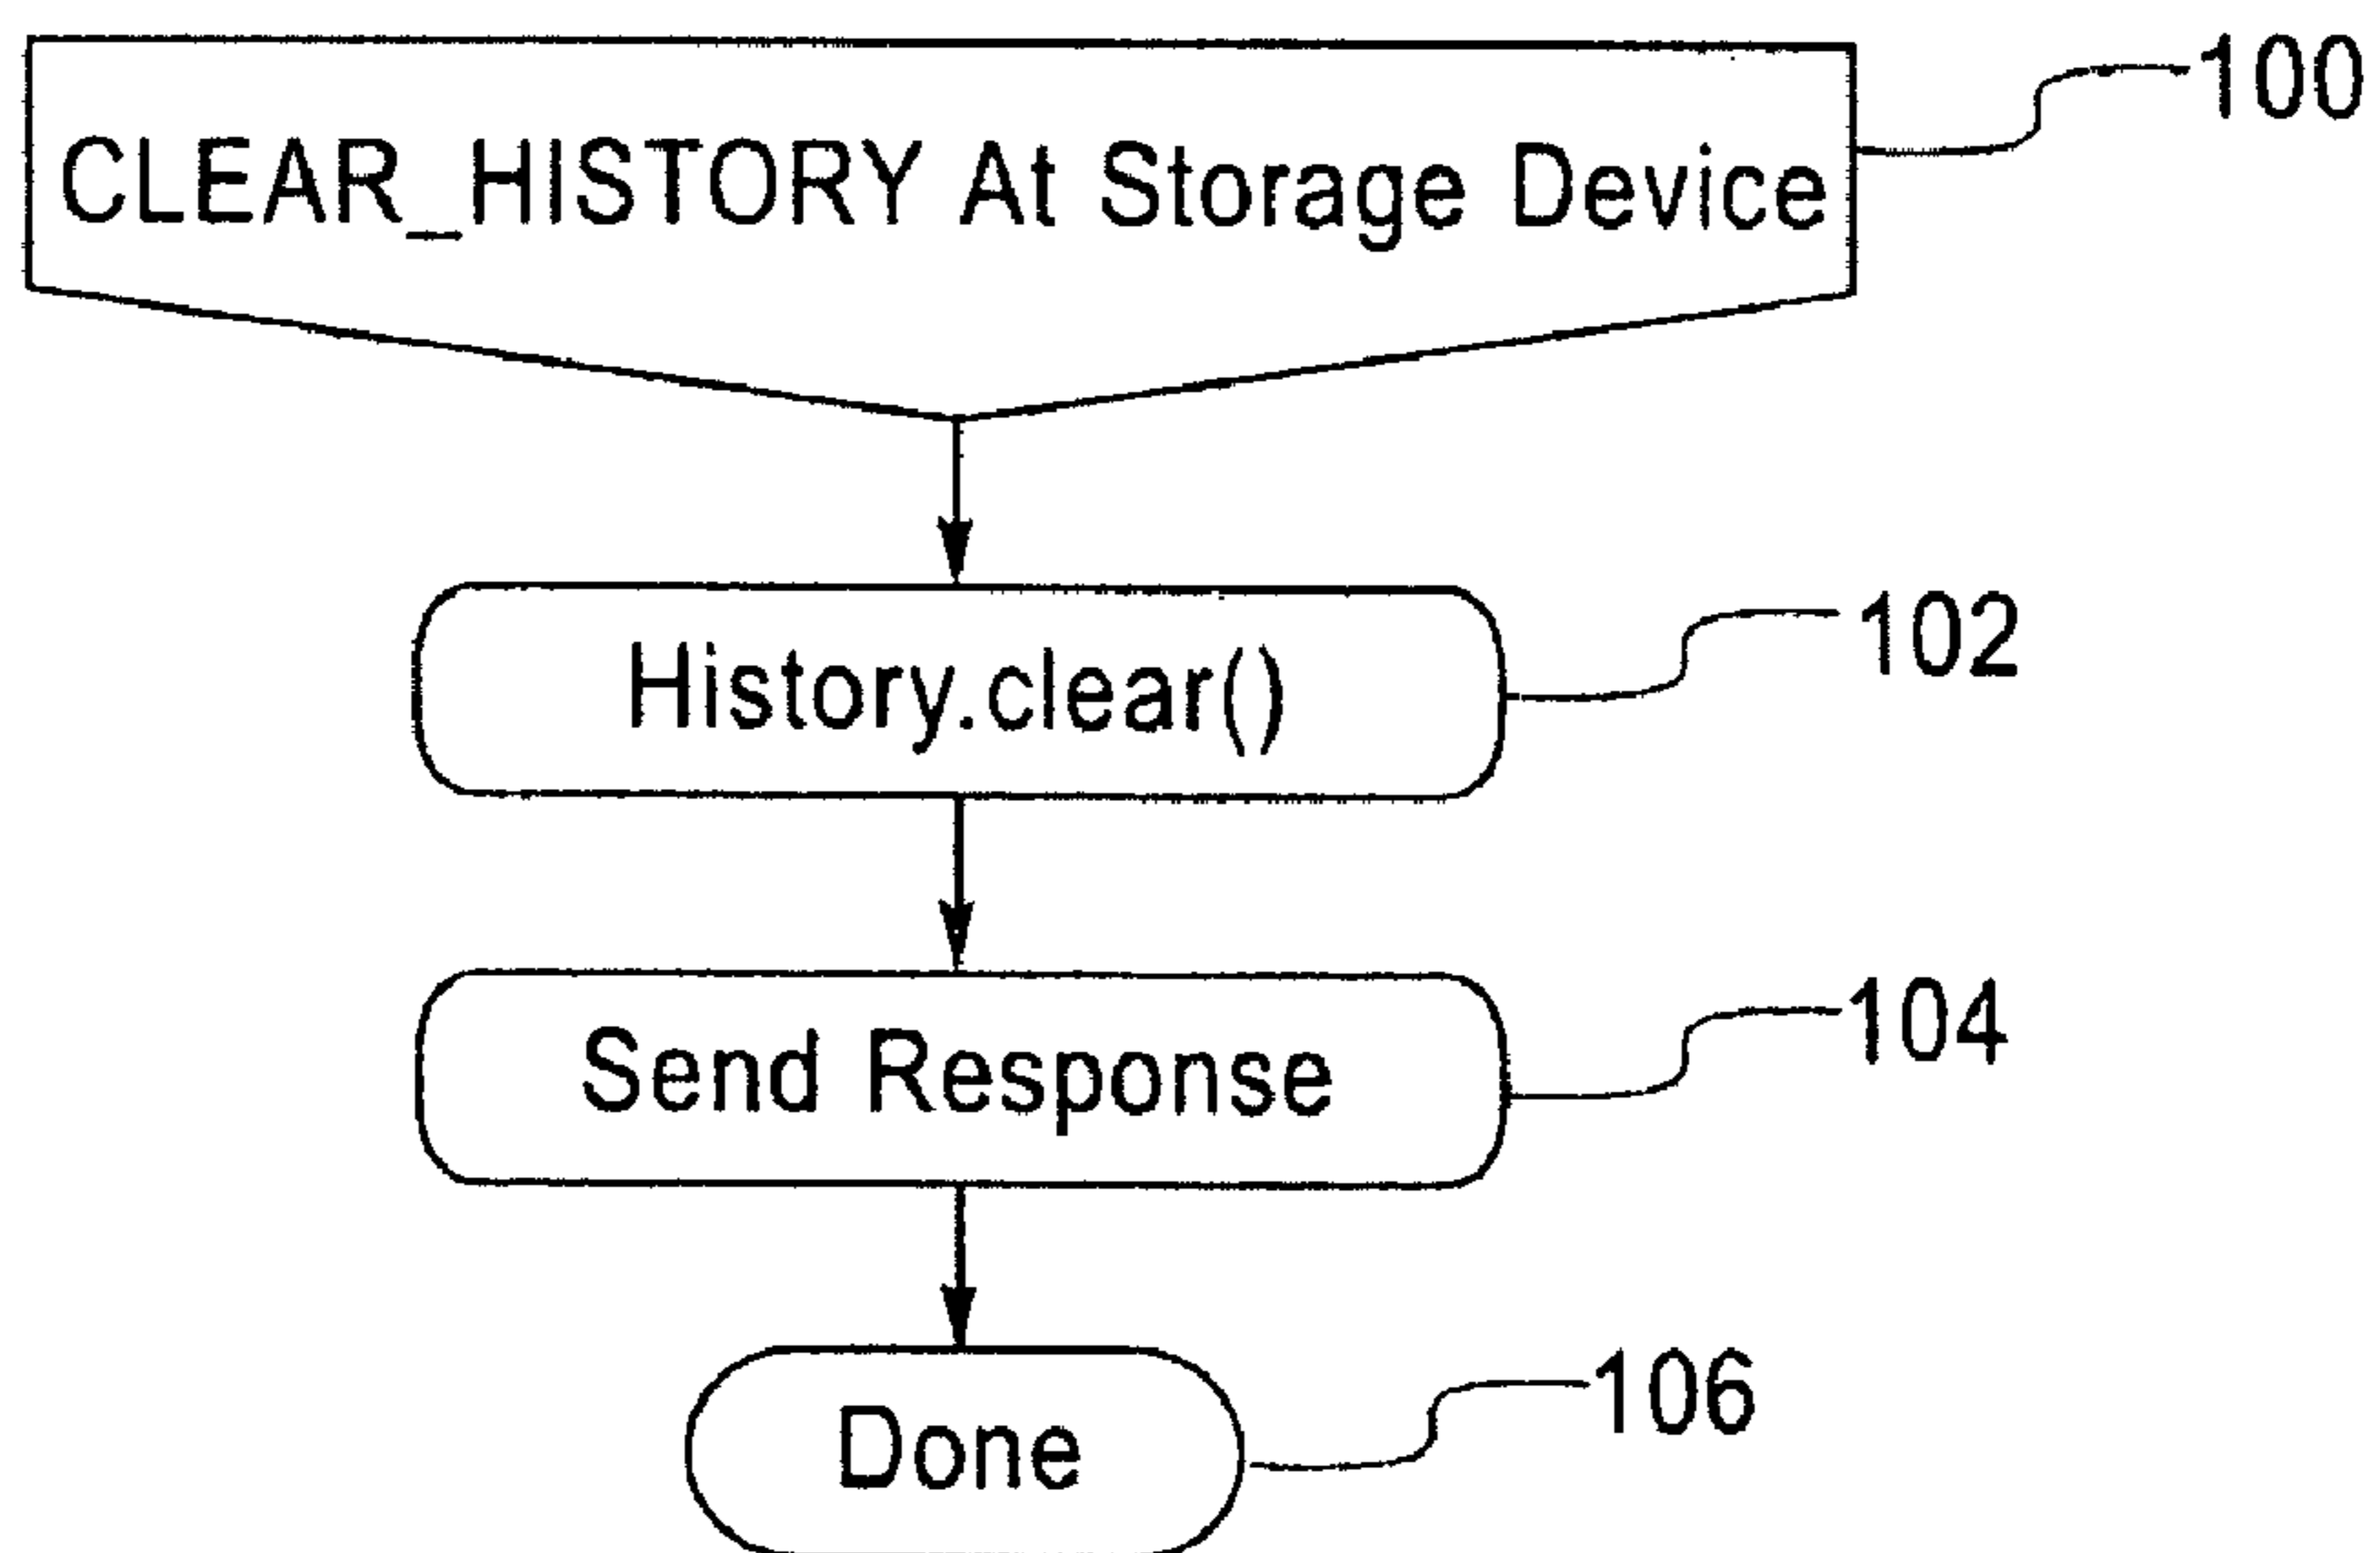 100
CLEAR_HISTORY At Storage Device
102
History.clear()
104
Send Response
106
Done